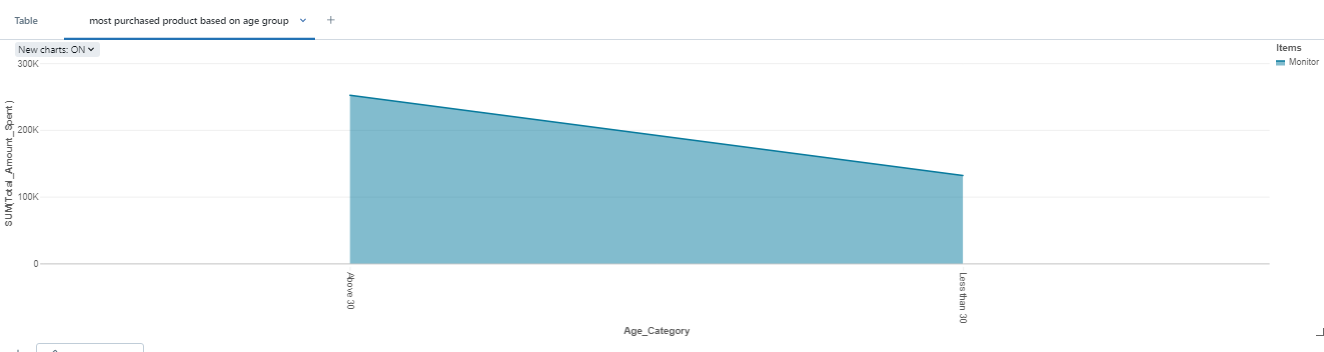 Table
most purchased product based on age group
+
New charts: ON
Items
Monitor
300K
200K
100K
0
SUM(Total_Amount_Spent )
Above 30
Less than 30
Age_Category